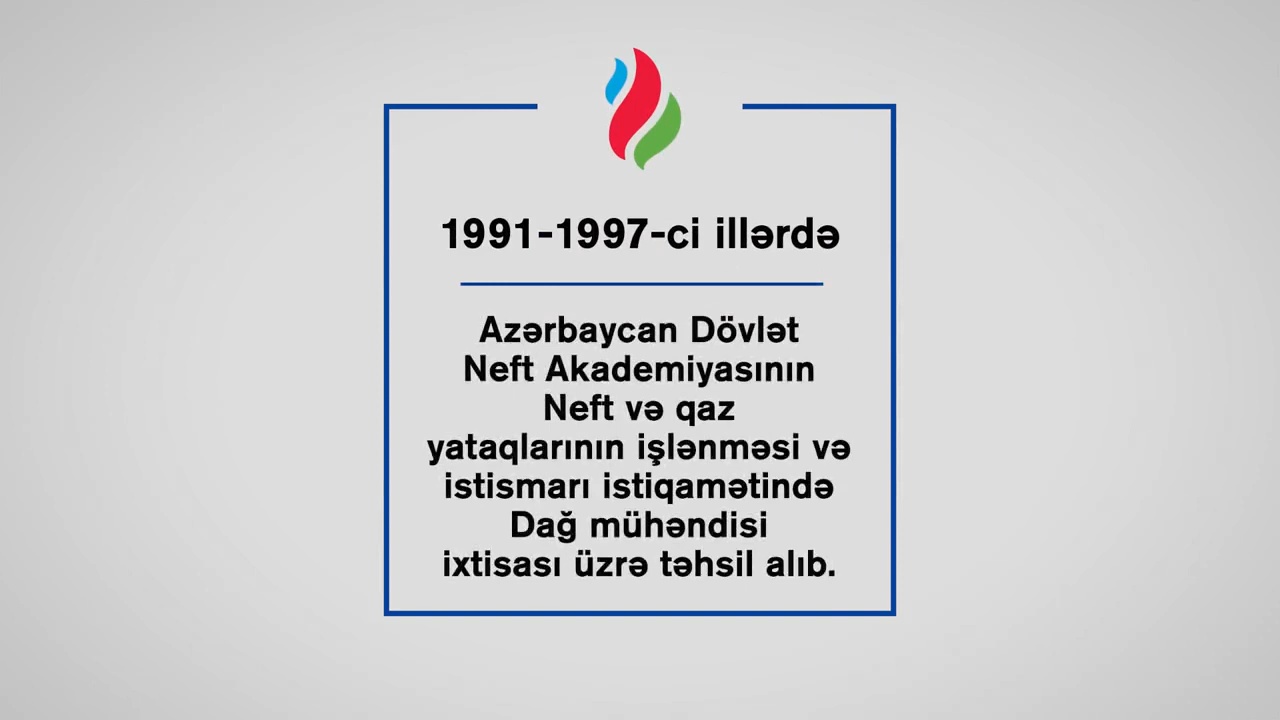 1991-1997-ci illərdə
Azərbaycan Dövlət
Neft Akademiyasının
Neft və qaz
yataqlarının işlənməsi və
istismarı istiqamətində
Dağ mühəndisi
ixtisası üzrə təhsil alıb.